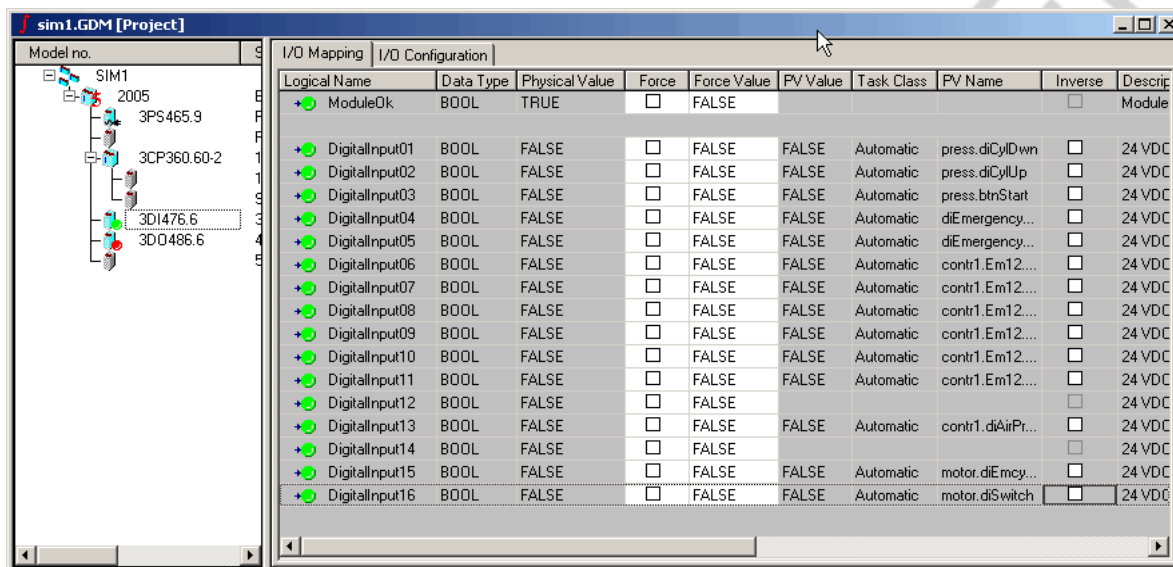 sim1.GDM [Project]
Model no. S
SIM1
2005 E
3PS465.9 F
F
3CP360.60-2 1
1
S
3DI476.6 3
3DO486.6 4
5
I/O Mapping I/O Configuration
Logical Name Data Type Physical Value Force Force Value PV Value Task Class PV Name Inverse Descrip
ModuleOk BOOL TRUE FALSE Module
DigitalInput01 BOOL FALSE FALSE FALSE Automatic press.diCylDwn 24 VDC
DigitalInput02 BOOL FALSE FALSE FALSE Automatic press.diCylUp 24 VDC
DigitalInput03 BOOL FALSE FALSE FALSE Automatic press.btnStart 24 VDC
DigitalInput04 BOOL FALSE FALSE FALSE Automatic diEmergency... 24 VDC
DigitalInput05 BOOL FALSE FALSE FALSE Automatic diEmergency... 24 VDC
DigitalInput06 BOOL FALSE FALSE FALSE Automatic contr1.Em12.... 24 VDC
DigitalInput07 BOOL FALSE FALSE FALSE Automatic contr1.Em12.... 24 VDC
DigitalInput08 BOOL FALSE FALSE FALSE Automatic contr1.Em12.... 24 VDC
DigitalInput09 BOOL FALSE FALSE FALSE Automatic contr1.Em12.... 24 VDC
DigitalInput10 BOOL FALSE FALSE FALSE Automatic contr1.Em12.... 24 VDC
DigitalInput11 BOOL FALSE FALSE FALSE Automatic contr1.Em12.... 24 VDC
DigitalInput12 BOOL FALSE FALSE 24 VDC
DigitalInput13 BOOL FALSE FALSE FALSE Automatic contr1.diAirPr... 24 VDC
DigitalInput14 BOOL FALSE FALSE 24 VDC
DigitalInput15 BOOL FALSE FALSE FALSE Automatic motor.diEmcy... 24 VDC
DigitalInput16 BOOL FALSE FALSE FALSE Automatic motor.diSwitch 24 VDC